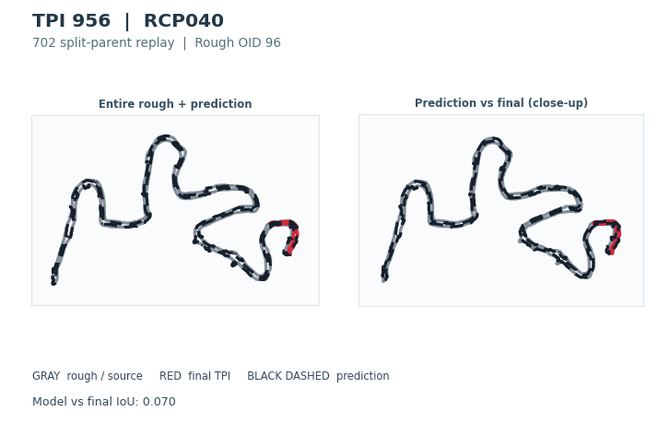 TPI 956 | RCP040
702 split-parent replay | Rough OID 96
Entire rough + prediction
Prediction vs final (close-up)
GRAY rough / source RED final TPI BLACK DASHED prediction
Model vs final IoU: 0.070